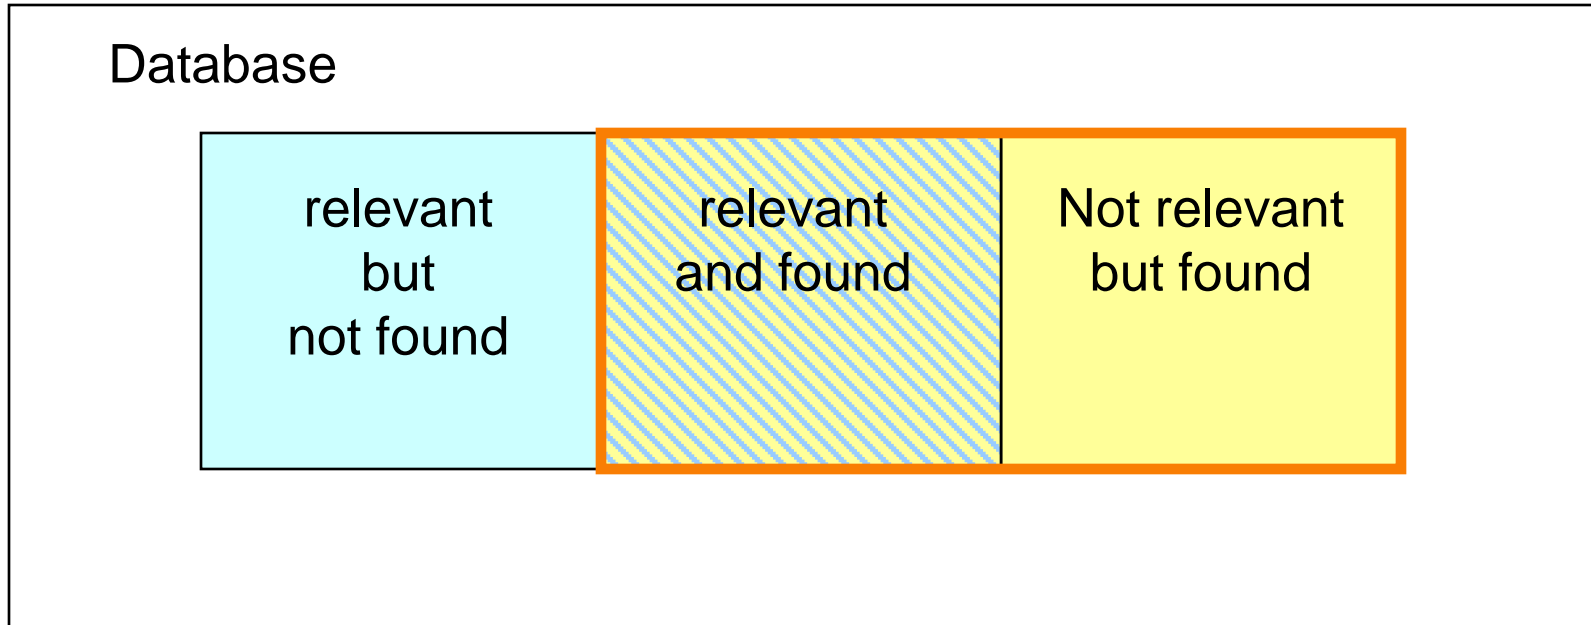 Database
relevant
but
not found
relevant
and found
Not relevant
but found